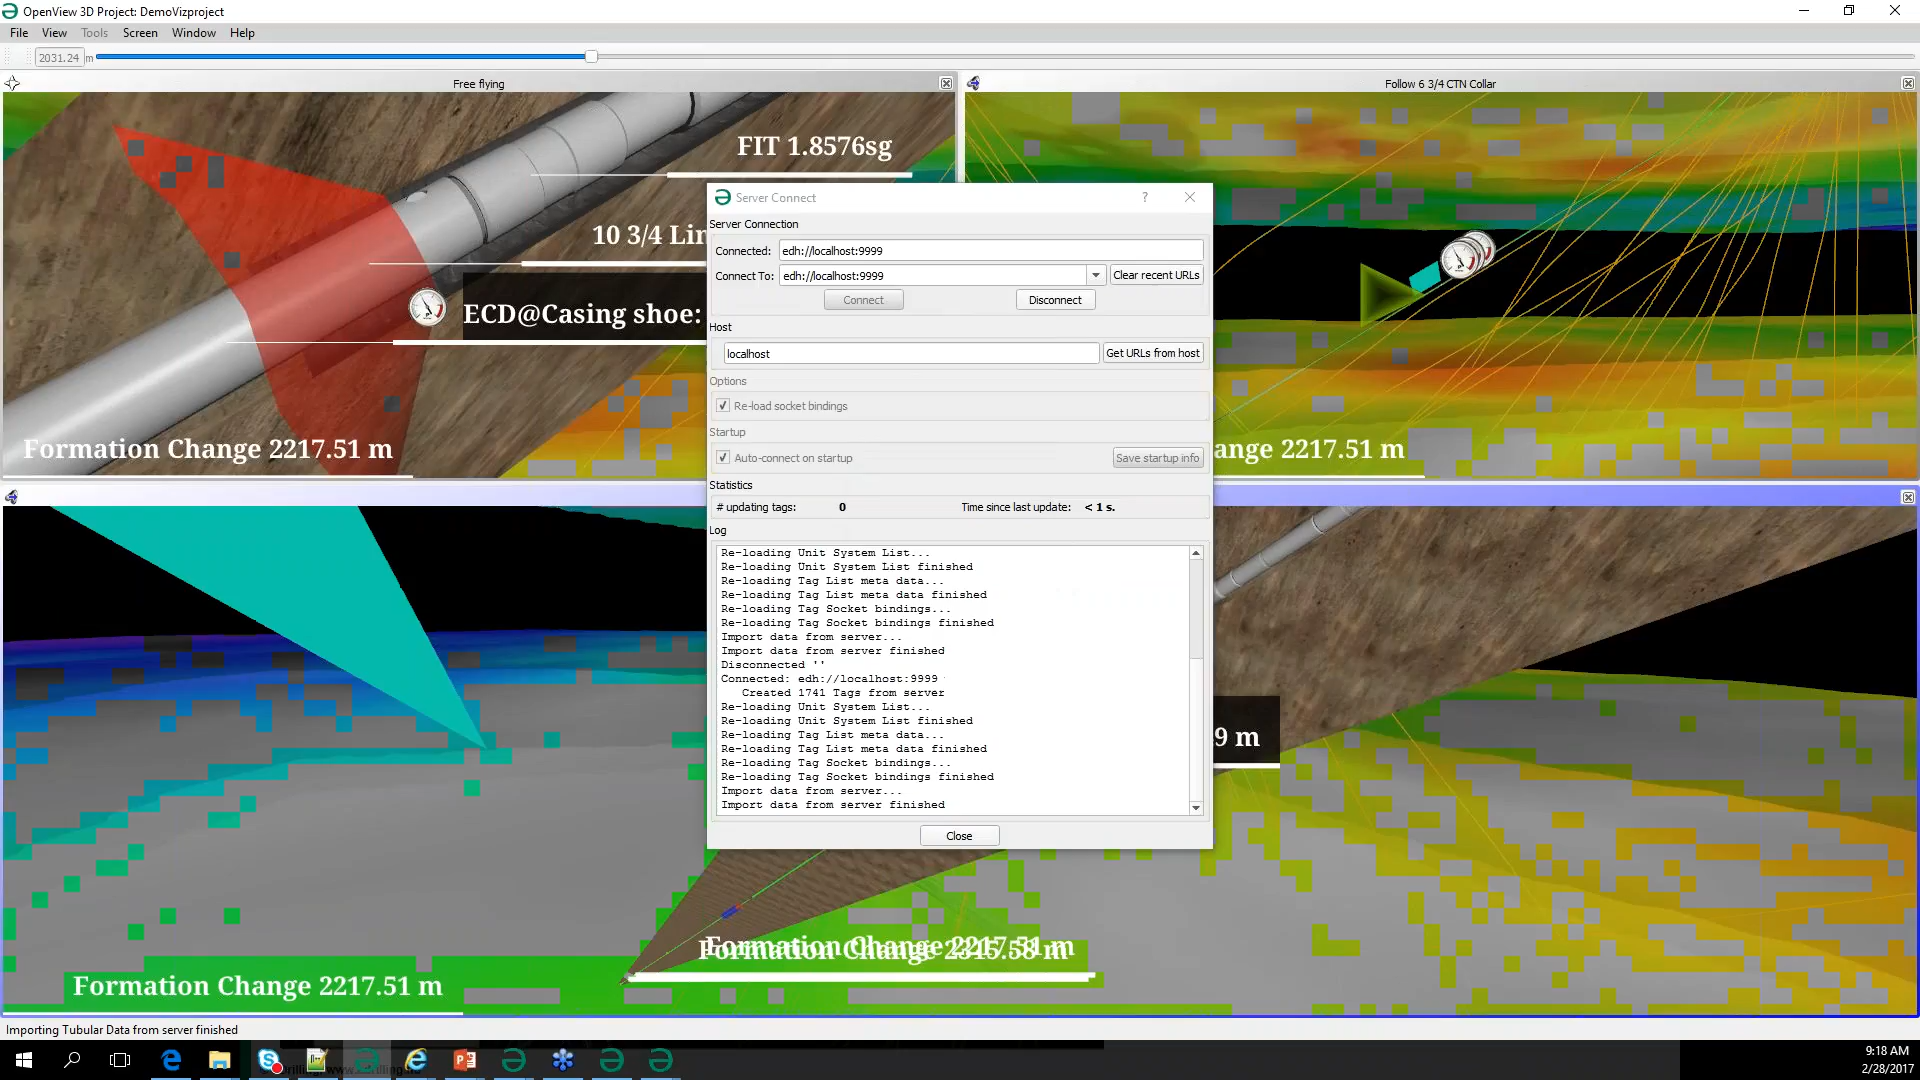 OpenView 3D Project: DemoVizproject
File View Tools Screen Window Help
2031.24 m
Free flying
Follow 6 3/4 CTN Collar
FIT 1.8576sg
10 3/4 Lin
ECD@Casing shoe:
Formation Change 2217.51 m
ange 2217.51 m
Server Connect
Server Connection
Connected: edh://localhost:9999
Connect To: edh://localhost:9999 Clear recent URLs
Connect Disconnect
Host
localhost Get URLs from host
Options
Re-load socket bindings
Startup
Auto-connect on startup Save startup info
Statistics
# updating tags: 0 Time since last update: < 1 s.
Log
Re-loading Unit System List...
Re-loading Unit System List finished
Re-loading Tag List meta data...
Re-loading Tag List meta data finished
Re-loading Tag Socket bindings...
Re-loading Tag Socket bindings finished
Import data from server...
Import data from server finished
Disconnected ''
Connected: edh://localhost:9999
Created 1741 Tags from server
Re-loading Unit System List...
Re-loading Unit System List finished
Re-loading Tag List meta data...
Re-loading Tag List meta data finished
Re-loading Tag Socket bindings...
Re-loading Tag Socket bindings finished
Import data from server...
Import data from server finished
Close
9 m
Formation Change 2217.51 m
Formation Change 2217.51 m
Importing Tubular Data from server finished
9:18 AM
2/28/2017